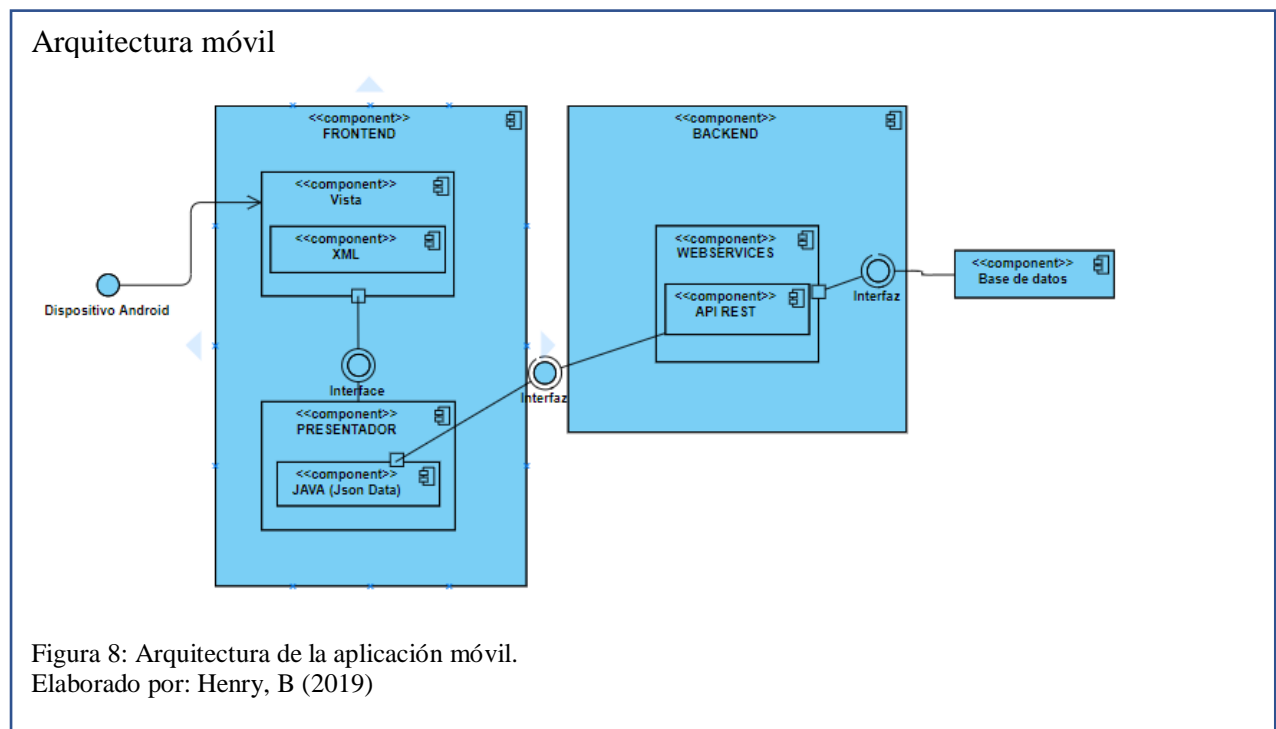 Arquitectura móvil
<<component>>
FRONTEND
<<component>>
Vista
<<component>>
XML
Dispositivo Android
Interface
<<component>>
PRESENTADOR
<<component>>
JAVA (Json Data)
Interfaz
<<component>>
BACKEND
<<component>>
WEBSERVICES
<<component>>
API REST
Interfaz
<<component>>
Base de datos
Figura 8: Arquitectura de la aplicación móvil.
Elaborado por: Henry, B (2019)